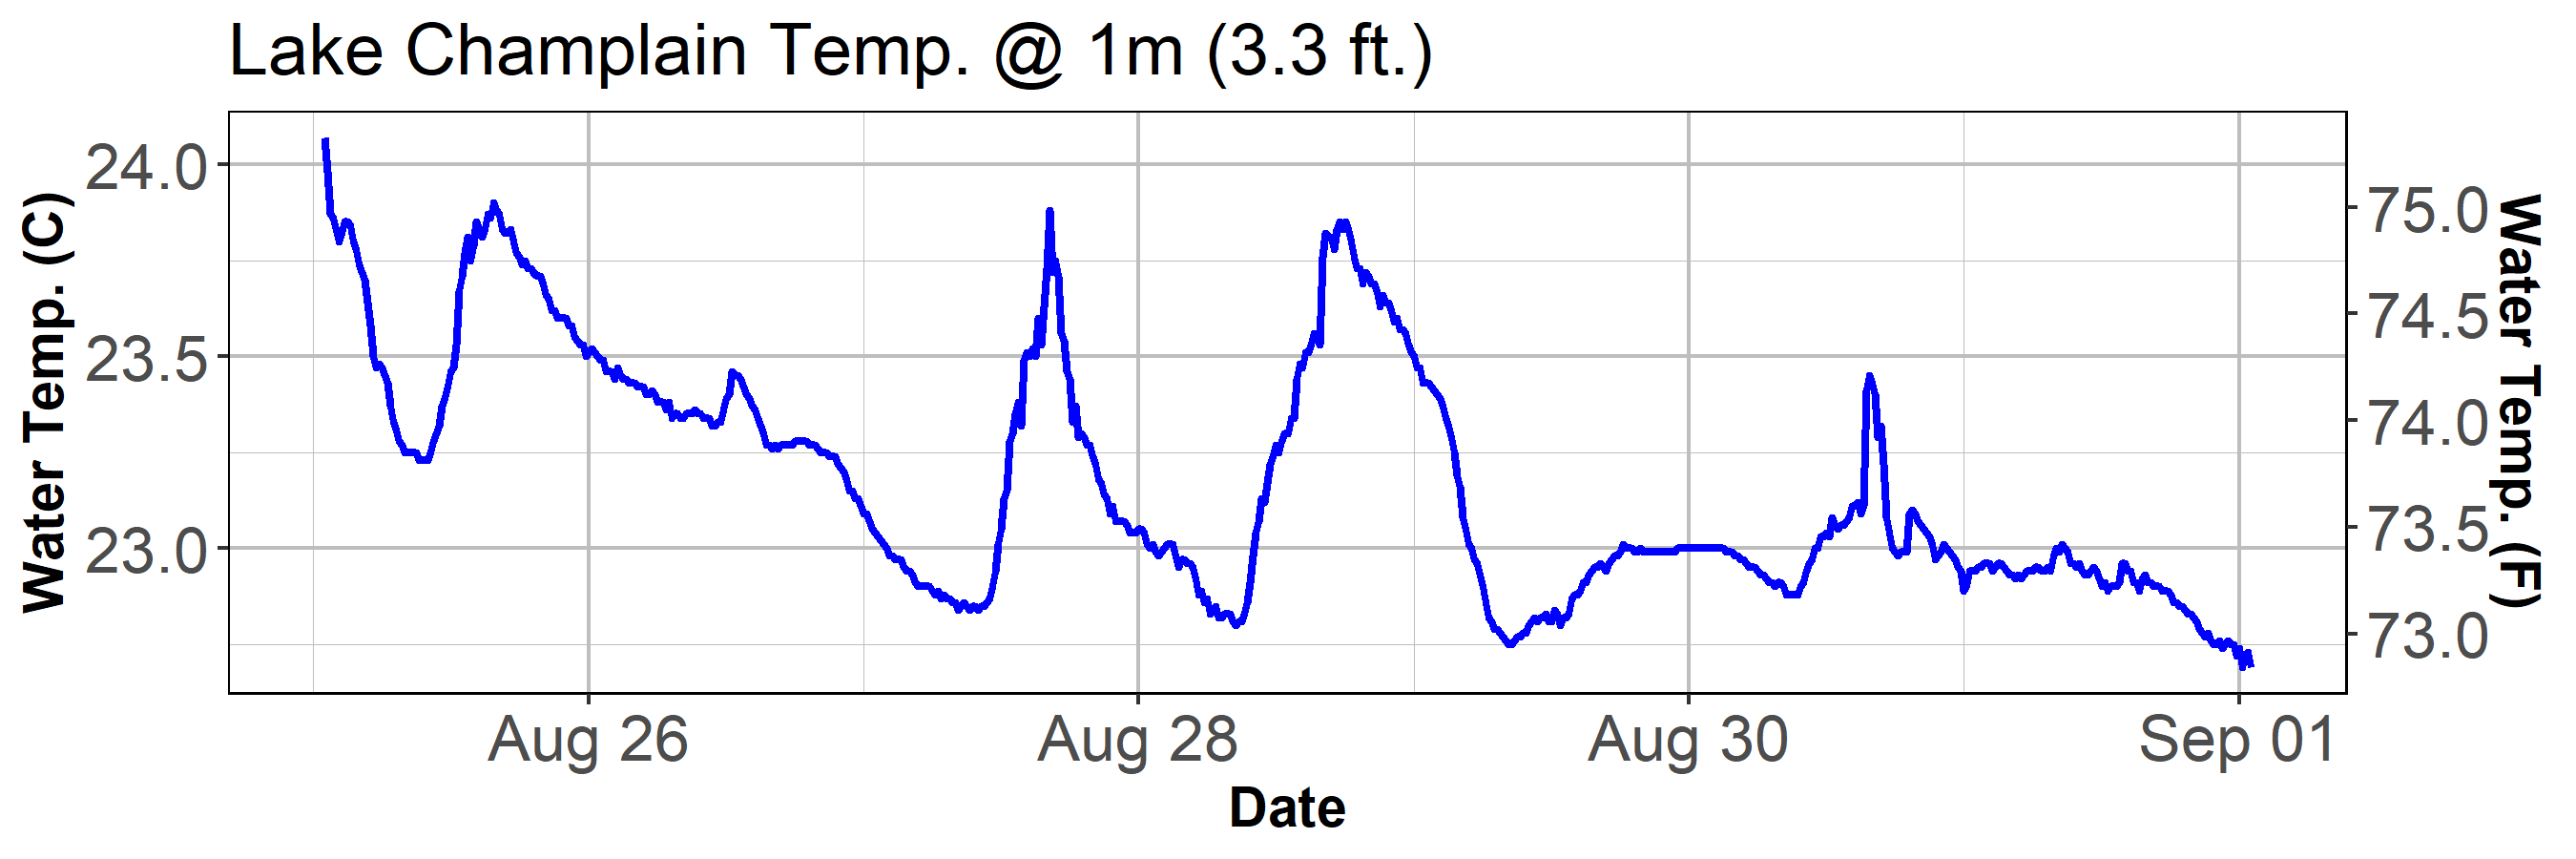 Lake Champlain Temp. @ 1m (3.3 ft.)
Water Temp. (C)
24.0
23.5
23.0
75.0
74.5
74.0
73.5
73.0
Water Temp. (F)
Aug 26
Aug 28
Aug 30
Sep 01
Date